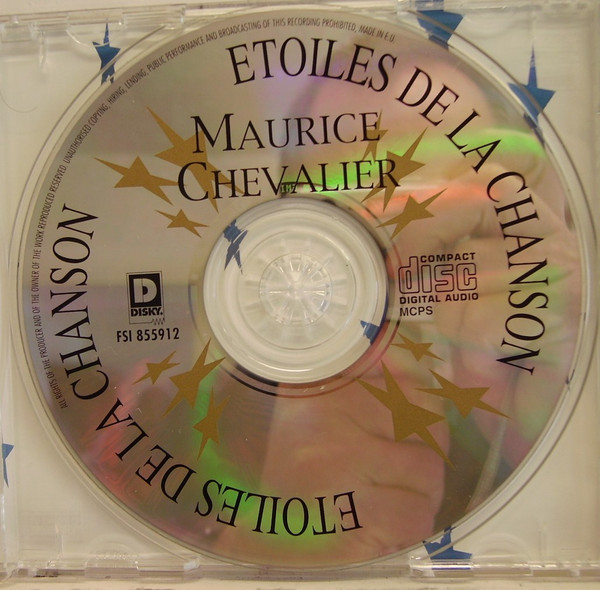 ALL RIGHTS OF THE PRODUCER AND OF THE OWNER OF THE WORK REPRODUCED RESERVED. UNAUTHORISED COPYING, HIRING, LENDING, PUBLIC PERFORMANCE AND BROADCASTING OF THIS RECORDING PROHIBITED. MADE IN E.U.
ETOILES DE LA CHANSON
MAURICE
CHEVALIER
COMPACT
disc
DIGITAL AUDIO
MCPS
D
DISKY.
FSI 855912
ETOILES DE LA CHANSON